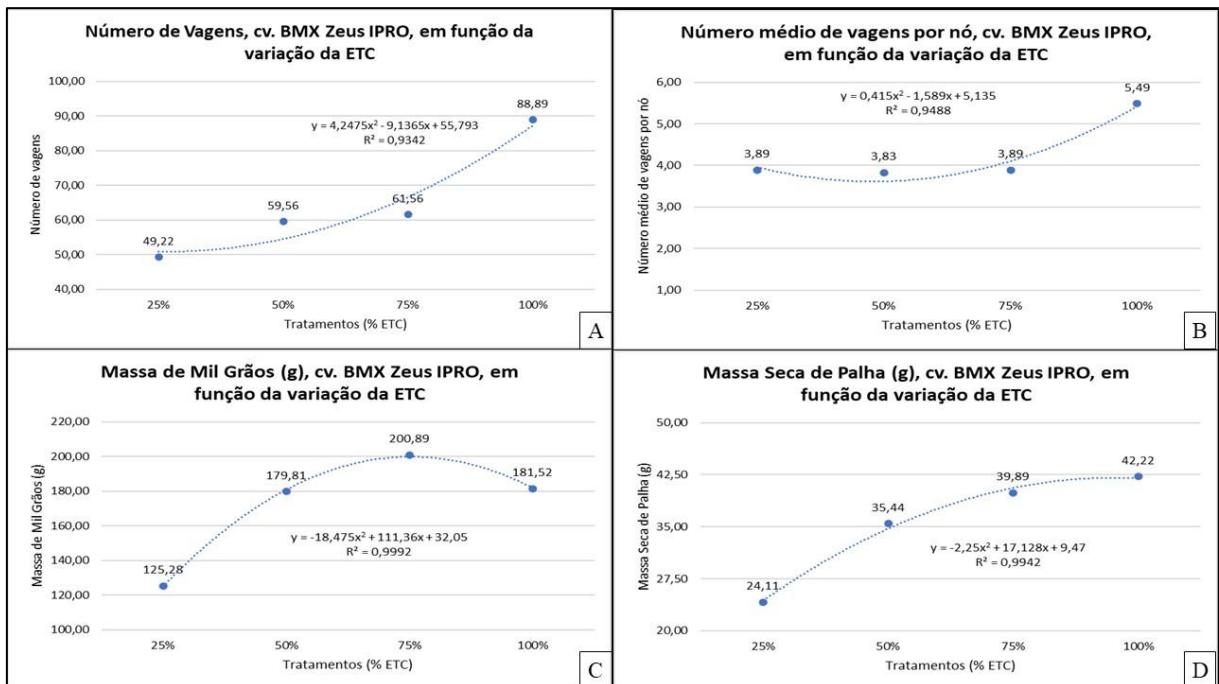 Número de Vagens, cv. BMX Zeus IPRO, em função da
variação da ETC
Número de vagens
100,00
90,00
80,00
70,00
60,00
50,00
40,00
y = 4,2475x² - 9,1365x + 55,793
R² = 0,9342
49,22
59,56
61,56
88,89
25%
50%
75%
100%
Tratamentos (% ETC)
A
Número médio de vagens por nó, cv. BMX Zeus IPRO,
em função da variação da ETC
Número médio de vagens por nó
6,00
5,00
4,00
3,00
2,00
1,00
y = 0,415x² - 1,589x + 5,135
R² = 0,9488
3,89
3,83
3,89
5,49
25%
50%
75%
100%
Tratamentos (% ETC)
B
Massa de Mil Grãos (g), cv. BMX Zeus IPRO, em
função da variação da ETC
Massa de Mil Grãos (g)
220,00
200,00
180,00
160,00
140,00
120,00
100,00
125,28
179,81
200,89
181,52
y = -18,475x² + 111,36x + 32,05
R² = 0,9992
25%
50%
75%
100%
Tratamentos (% ETC)
C
Massa Seca de Palha (g), cv. BMX Zeus IPRO, em
função da variação da ETC
Massa Seca de Palha (g)
50,00
42,50
35,00
27,50
20,00
24,11
35,44
39,89
42,22
y = -2,25x² + 17,128x + 9,47
R² = 0,9942
25%
50%
75%
100%
Tratamentos (% ETC)
D